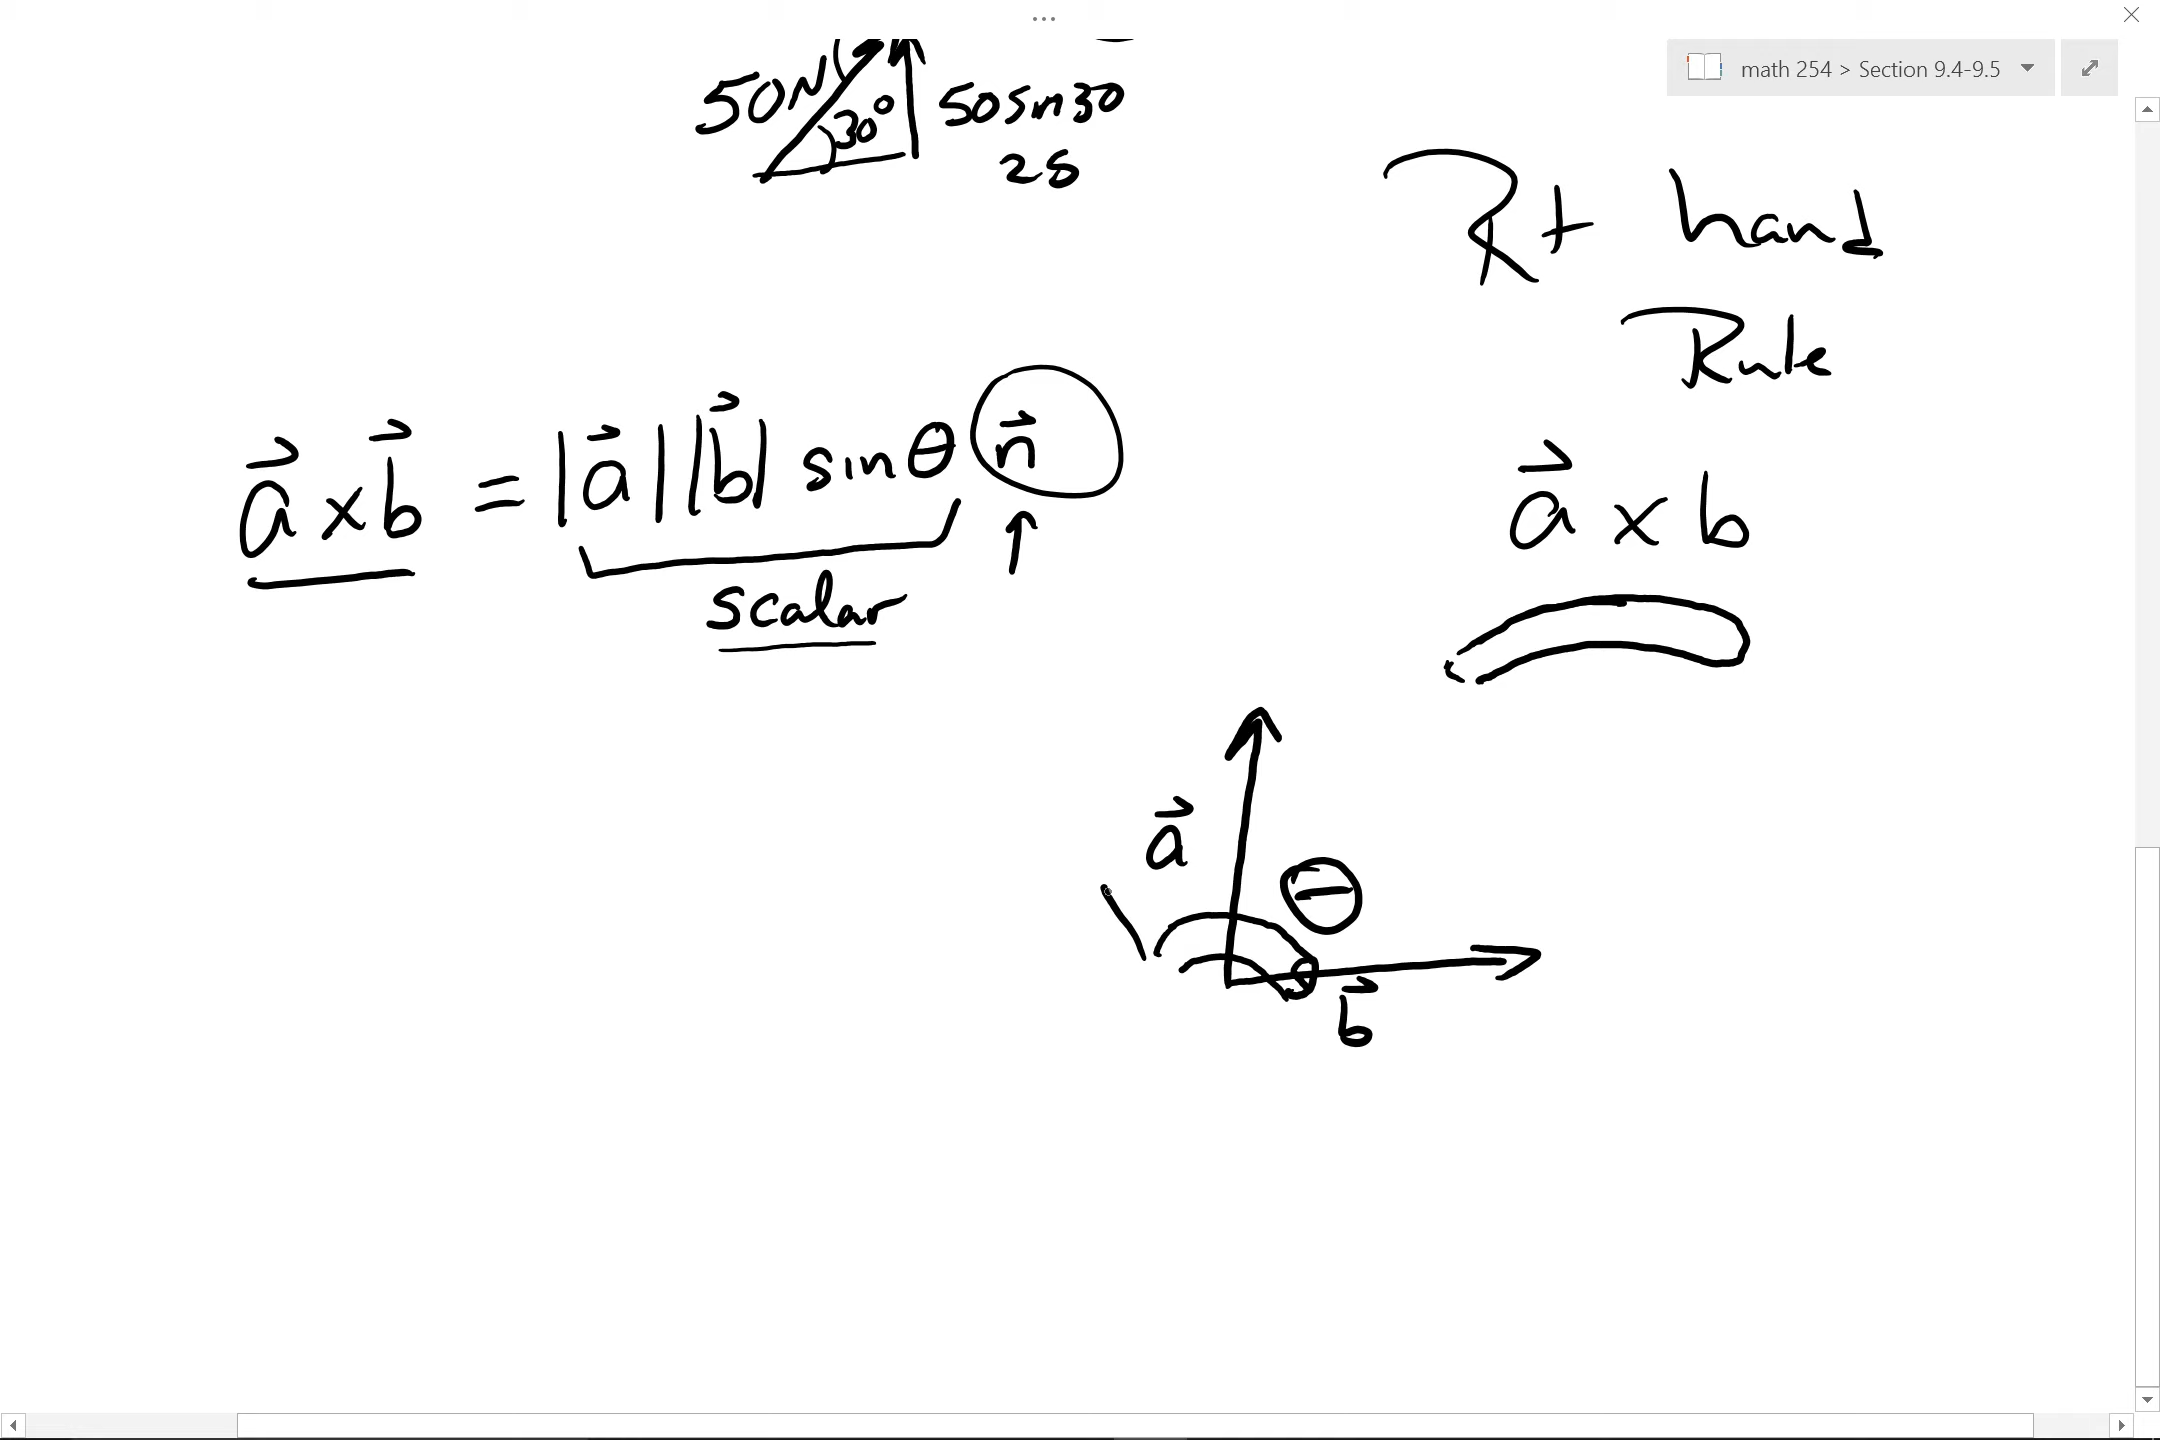 math 254 > Section 9.4-9.5
50N
30°
50sin30
25
Rt hand
Rule
a⃗ x b⃗ = |a⃗| |b⃗| sinθ n⃗
scalar
a⃗ x b
a⃗
b⃗